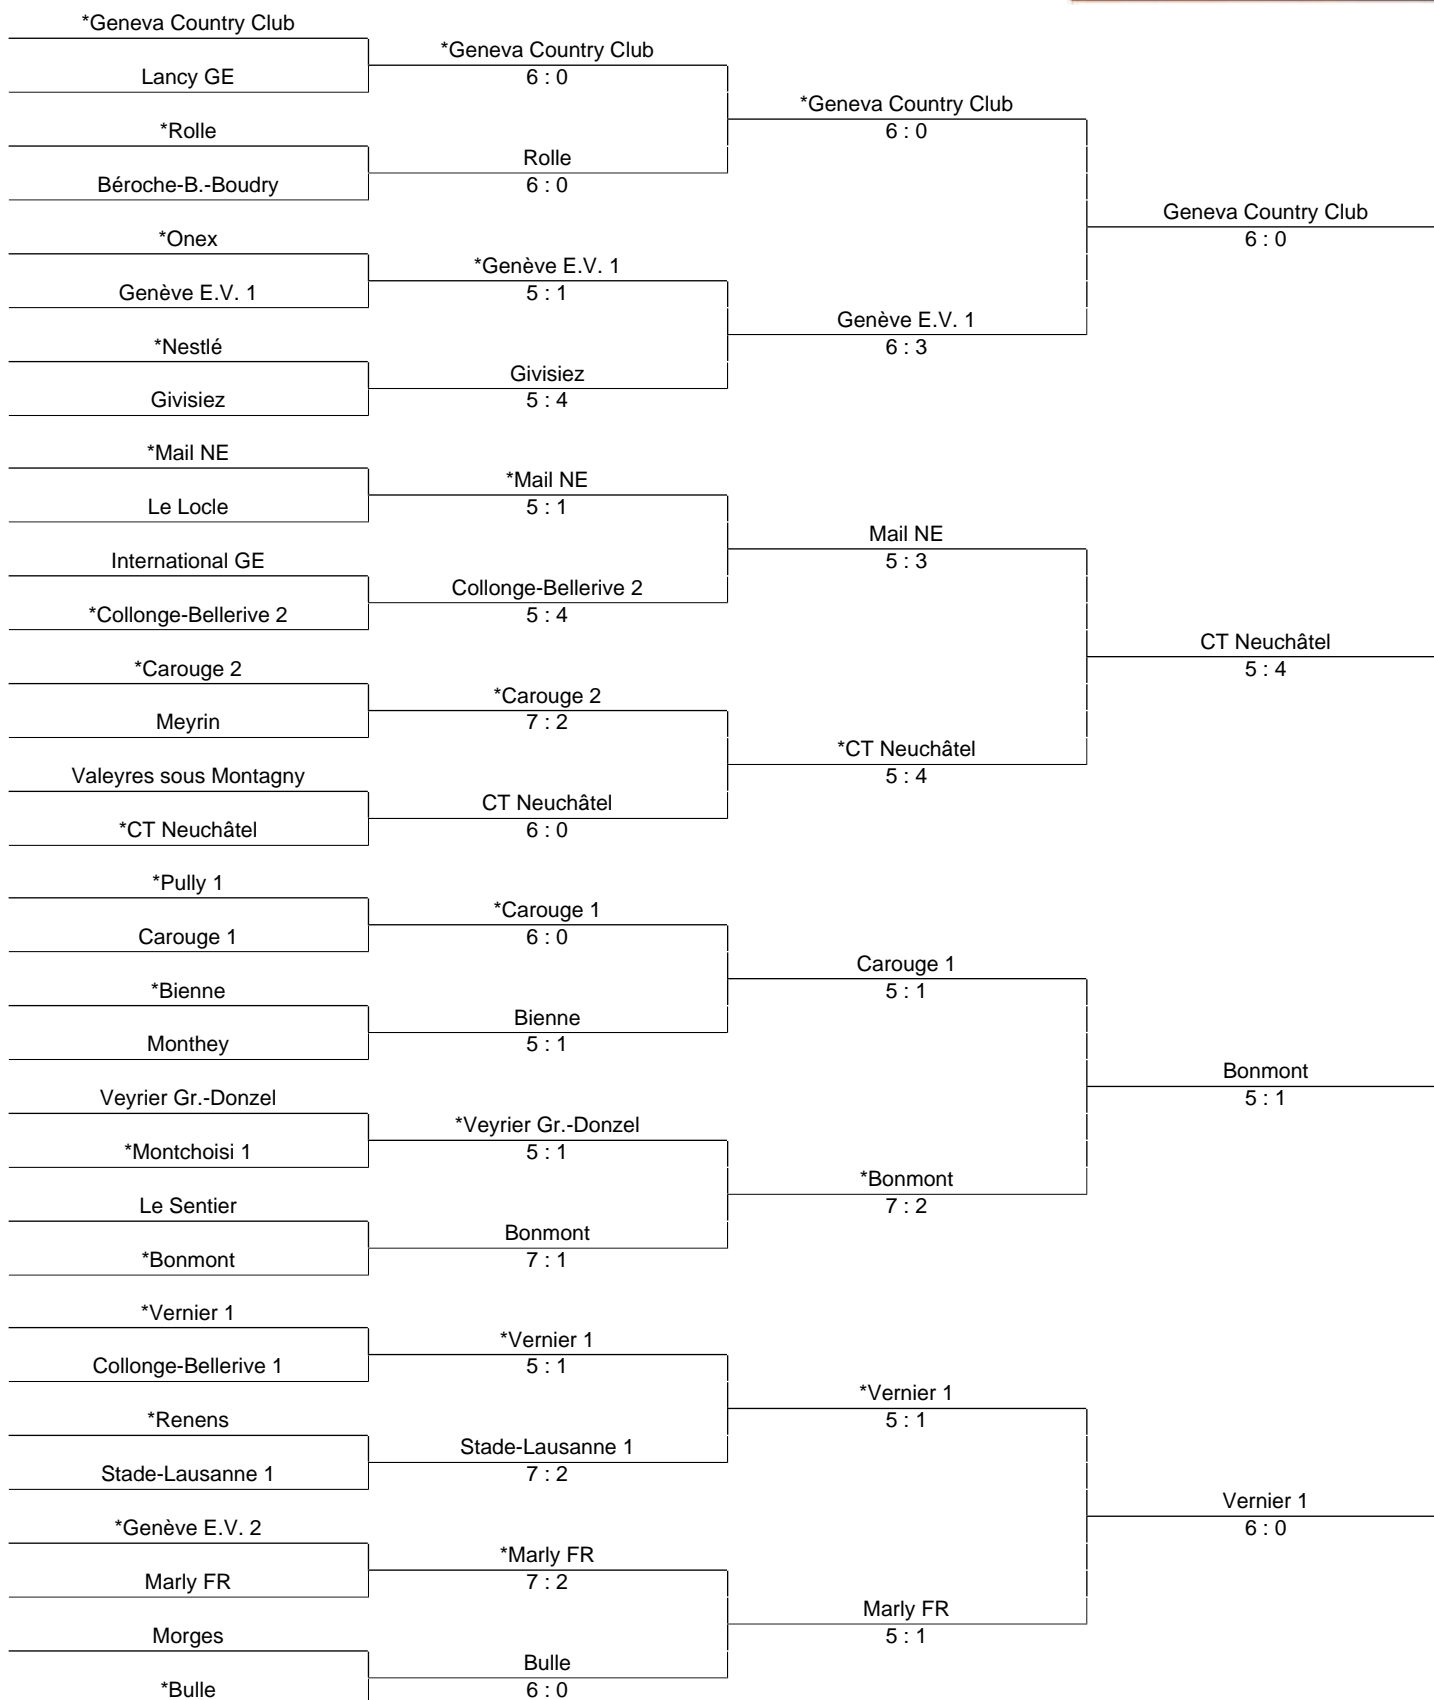 *Geneva Country Club
Lancy GE
*Rolle
Béroche-B.-Boudry
*Onex
Genève E.V. 1
*Nestlé
Givisiez
*Mail NE
Le Locle
International GE
*Collonge-Bellerive 2
*Carouge 2
Meyrin
Valeyres sous Montagny
*CT Neuchâtel
*Pully 1
Carouge 1
*Bienne
Monthey
Veyrier Gr.-Donzel
*Montchoisi 1
Le Sentier
*Bonmont
*Vernier 1
Collonge-Bellerive 1
*Renens
Stade-Lausanne 1
*Genève E.V. 2
Marly FR
Morges
*Bulle
*Geneva Country Club
6 : 0
Rolle
6 : 0
*Genève E.V. 1
5 : 1
Givisiez
5 : 4
*Mail NE
5 : 1
Collonge-Bellerive 2
5 : 4
*Carouge 2
7 : 2
CT Neuchâtel
6 : 0
*Carouge 1
6 : 0
Bienne
5 : 1
*Veyrier Gr.-Donzel
5 : 1
Bonmont
7 : 1
*Vernier 1
5 : 1
Stade-Lausanne 1
7 : 2
*Marly FR
7 : 2
Bulle
6 : 0
*Geneva Country Club
6 : 0
Genève E.V. 1
6 : 3
Mail NE
5 : 3
*CT Neuchâtel
5 : 4
Carouge 1
5 : 1
*Bonmont
7 : 2
*Vernier 1
5 : 1
Marly FR
5 : 1
Geneva Country Club
6 : 0
CT Neuchâtel
5 : 4
Bonmont
5 : 1
Vernier 1
6 : 0